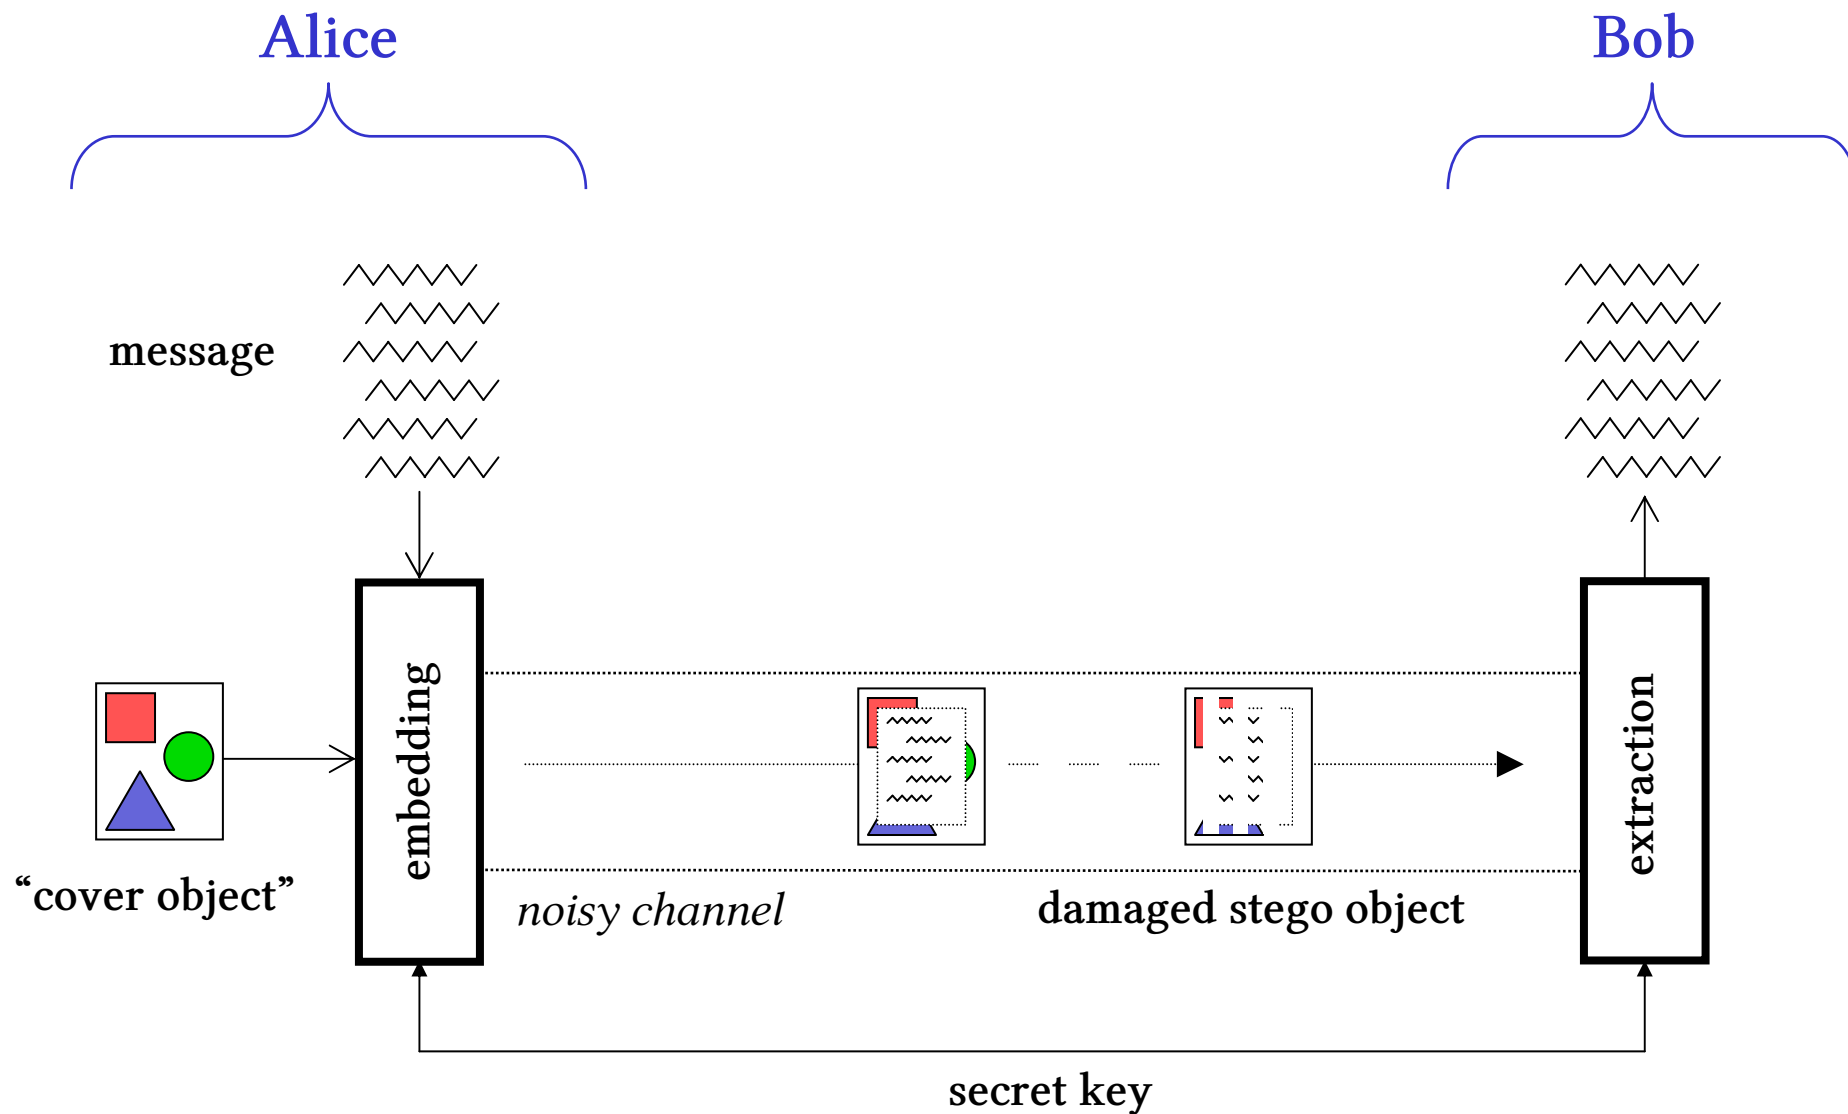 Alice
Bob
message
embedding
extraction
“cover object”
noisy channel
damaged stego object
secret key